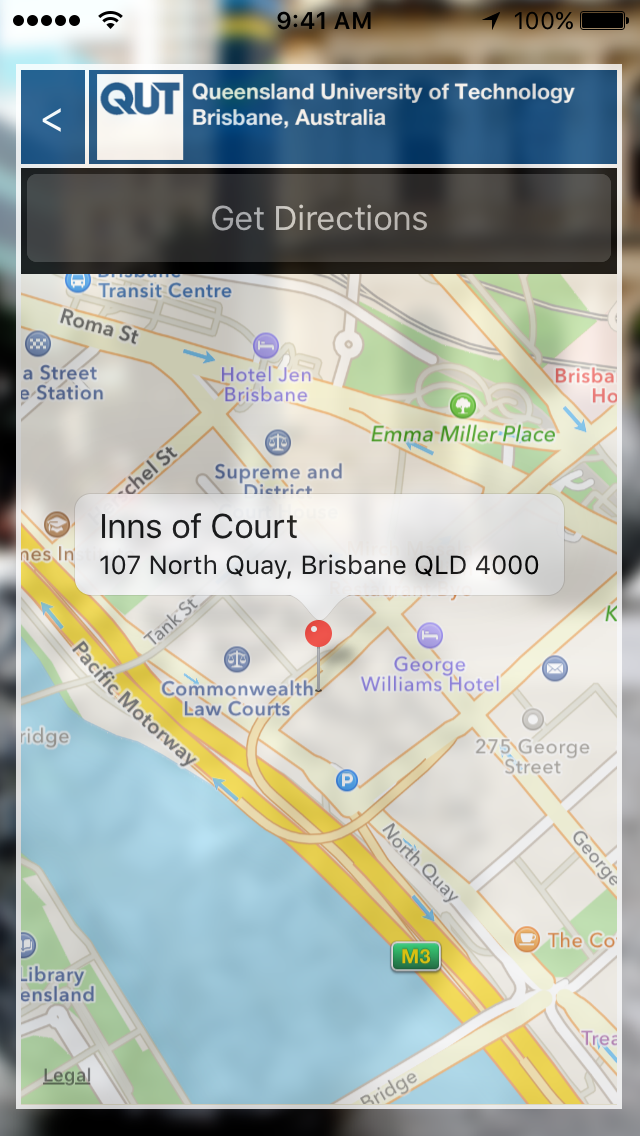 9:41 AM
100%
<
QUT
Queensland University of Technology
Brisbane, Australia
Get Directions
Brisbane
Transit Centre
Roma St
a Street
e Station
Hotel Jen
Brisbane
Brisba
Ho
Emma Miller Place
Supreme and
District
schel St
Inns of Court
107 North Quay, Brisbane QLD 4000
nes Inn
K
Tank St
George
Williams Hotel
Commonwealth
Law Courts
Pacific Motorway
ridge
275 George
Street
P
North Quay
George
M3
The Co
Library
ensland
Trea
Legal
Bridge